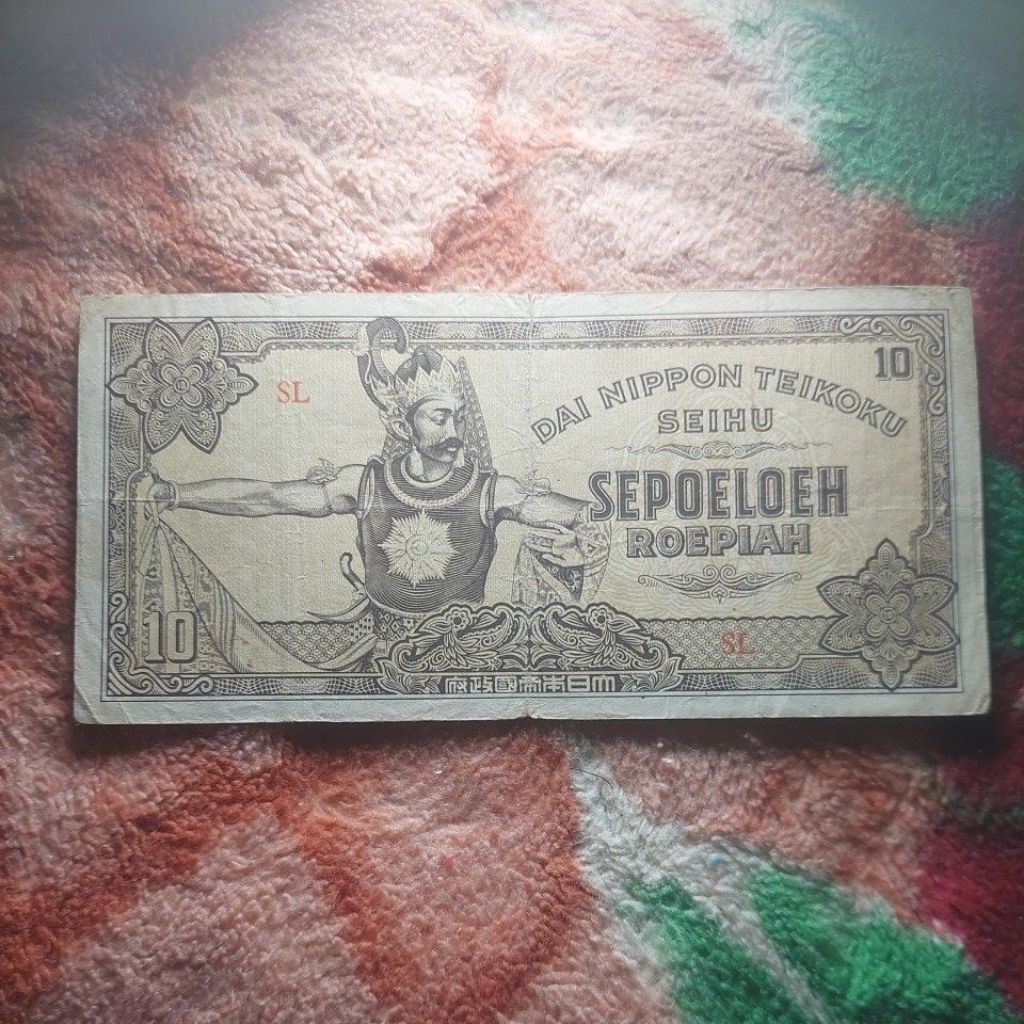 10
SL
DAI NIPPON TEIKOKU
SEIHU
SEPOELOEH
ROEPIAH
10
SL
府政國帝本日大